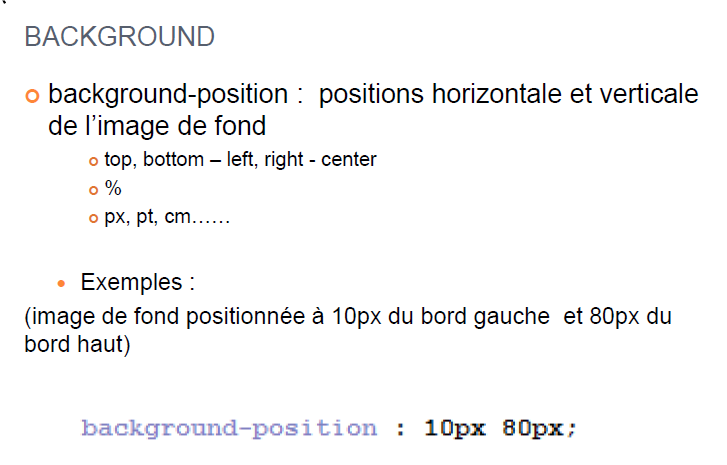 BACKGROUND
background-position : positions horizontale et verticale
de l’image de fond
top, bottom – left, right - center
%
px, pt, cm……
Exemples :
(image de fond positionnée à 10px du bord gauche et 80px du
bord haut)
background-position : 10px 80px;